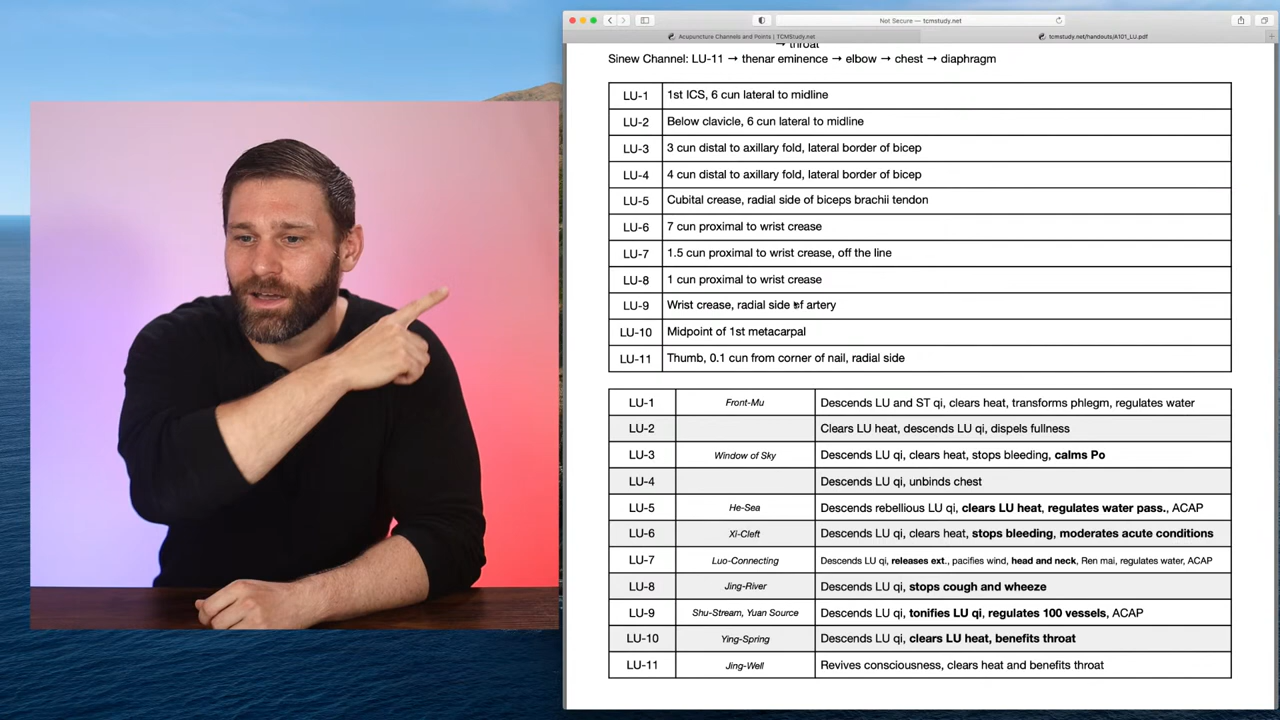 Not Secure — tcmstudy.net
Acupuncture Channels and Points | TCMStudy.net
tcmstudy.net/handouts/A101_LU.pdf
→ throat
Sinew Channel: LU-11 → thenar eminence → elbow → chest → diaphragm
LU-1 1st ICS, 6 cun lateral to midline
LU-2 Below clavicle, 6 cun lateral to midline
LU-3 3 cun distal to axillary fold, lateral border of bicep
LU-4 4 cun distal to axillary fold, lateral border of bicep
LU-5 Cubital crease, radial side of biceps brachii tendon
LU-6 7 cun proximal to wrist crease
LU-7 1.5 cun proximal to wrist crease, off the line
LU-8 1 cun proximal to wrist crease
LU-9 Wrist crease, radial side of artery
LU-10 Midpoint of 1st metacarpal
LU-11 Thumb, 0.1 cun from corner of nail, radial side
LU-1 Front-Mu Descends LU and ST qi, clears heat, transforms phlegm, regulates water
LU-2 Clears LU heat, descends LU qi, dispels fullness
LU-3 Window of Sky Descends LU qi, clears heat, stops bleeding, calms Po
LU-4 Descends LU qi, unbinds chest
LU-5 He-Sea Descends rebellious LU qi, clears LU heat, regulates water pass., ACAP
LU-6 Xi-Cleft Descends LU qi, clears heat, stops bleeding, moderates acute conditions
LU-7 Luo-Connecting Descends LU qi, releases ext., pacifies wind, head and neck, Ren mai, regulates water, ACAP
LU-8 Jing-River Descends LU qi, stops cough and wheeze
LU-9 Shu-Stream, Yuan Source Descends LU qi, tonifies LU qi, regulates 100 vessels, ACAP
LU-10 Ying-Spring Descends LU qi, clears LU heat, benefits throat
LU-11 Jing-Well Revives consciousness, clears heat and benefits throat